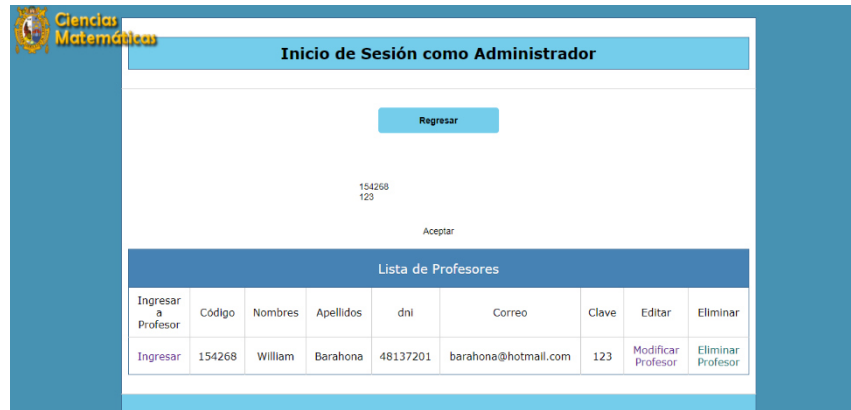 Ciencias
Matemáticas
Inicio de Sesión como Administrador
Regresar
154268
123
Aceptar
Lista de Profesores
Ingresar a Profesor Código Nombres Apellidos dni Correo Clave Editar Eliminar
Ingresar 154268 William Barahona 48137201 barahona@hotmail.com 123 Modificar Profesor Eliminar Profesor